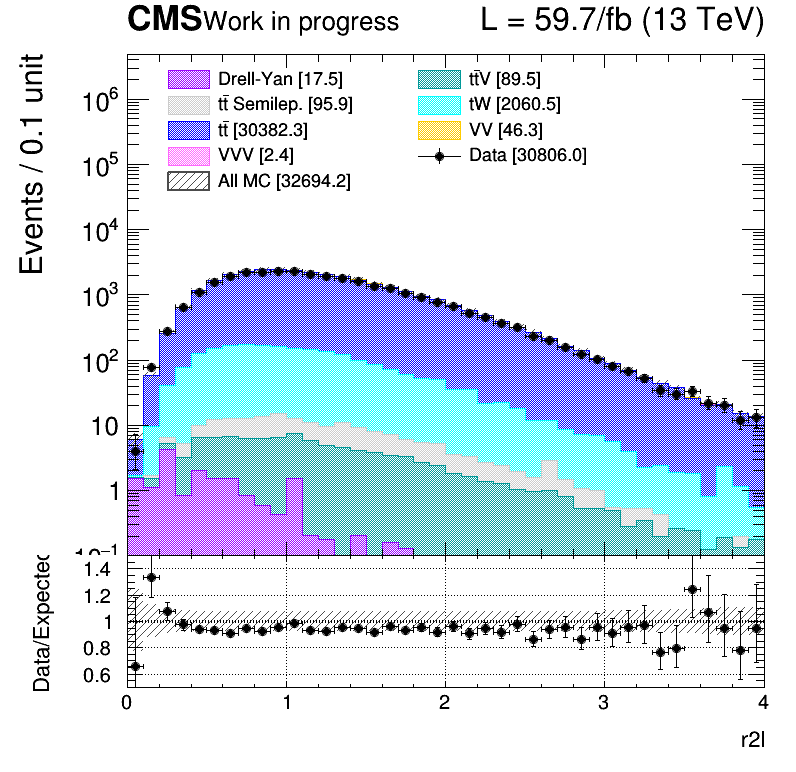 CMS Work in progress L = 59.7/fb (13 TeV)
Events / 0.1 unit
Drell-Yan [17.5]
tt̄ Semilep. [95.9]
tt̄ [30382.3]
VVV [2.4]
All MC [32694.2]
tt̄V [89.5]
tW [2060.5]
VV [46.3]
Data [30806.0]
10⁶
10⁵
10⁴
10³
10²
10
1
10⁻¹
Data/Expected
1.4
1.2
1
0.8
0.6
0 1 2 3 4
r2l